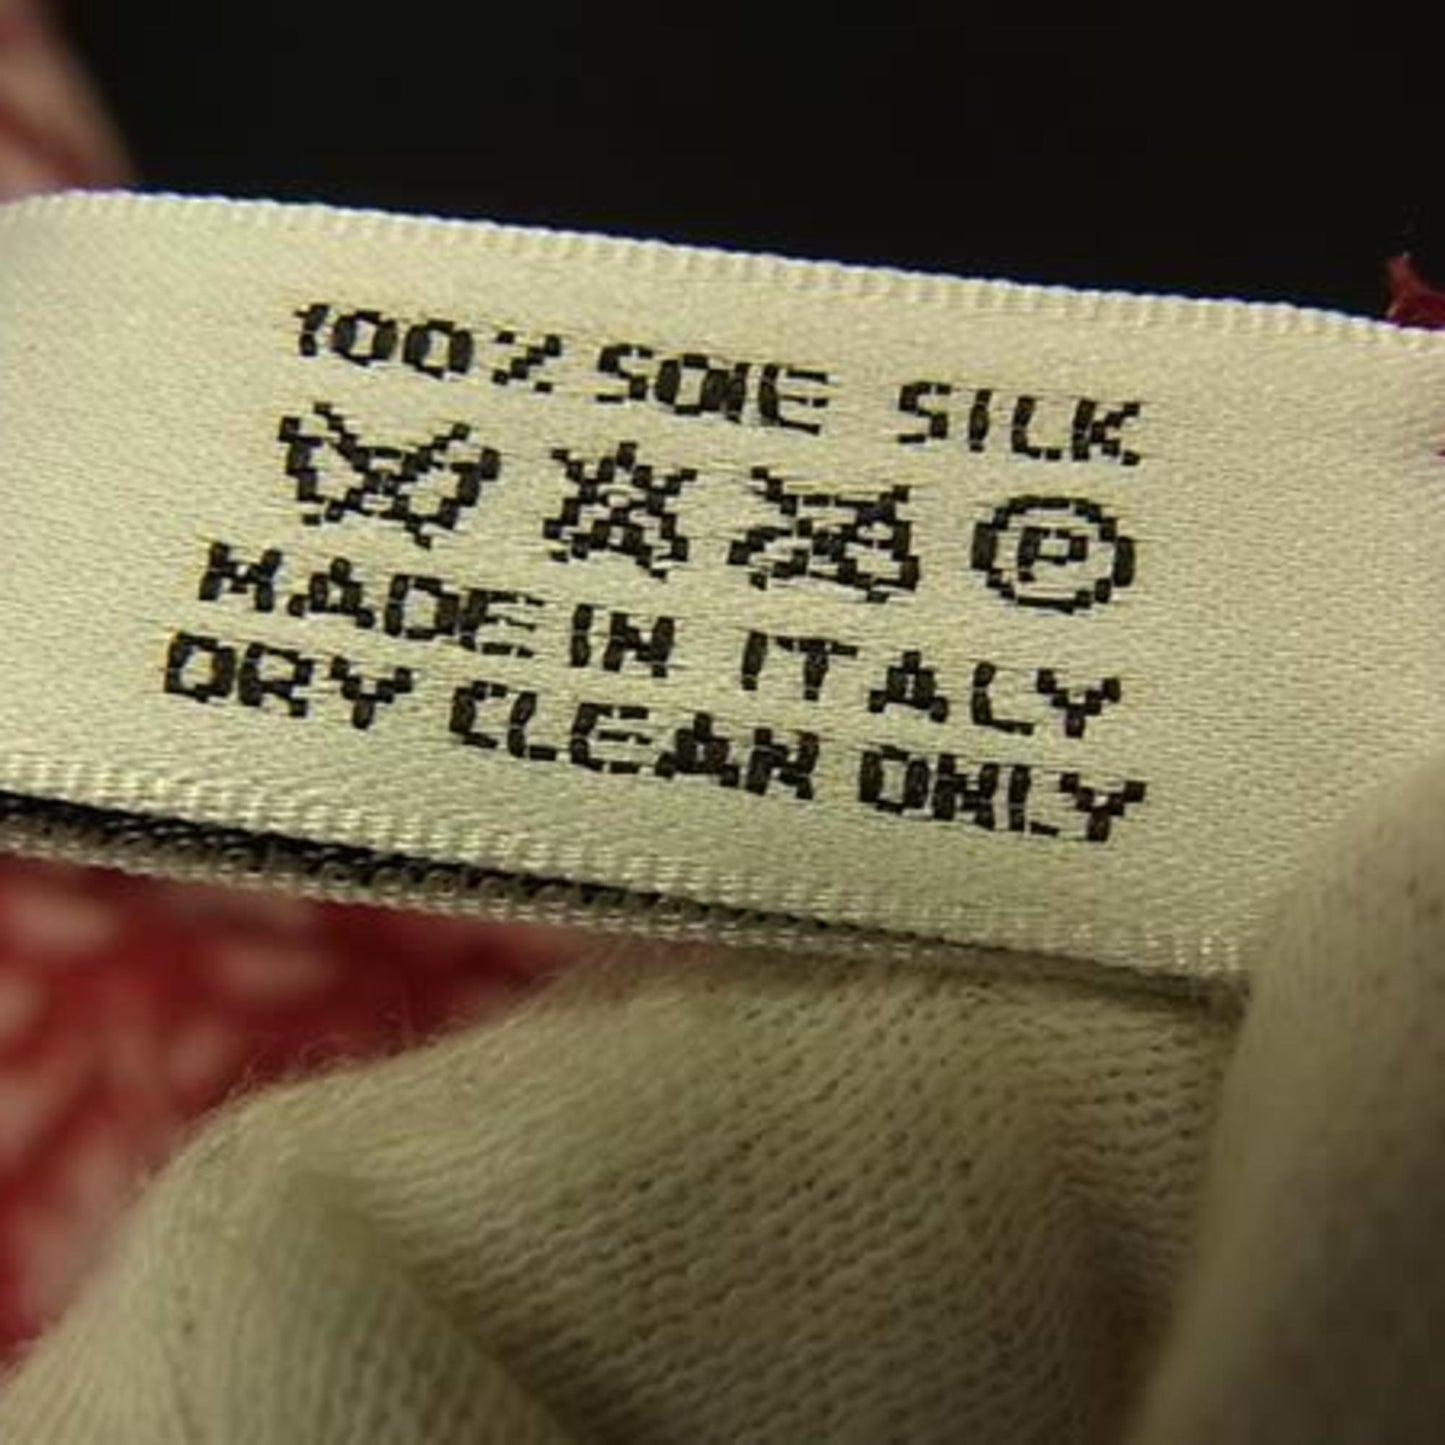 100% SOIE SILK
P
MADE IN ITALY
DRY CLEAN ONLY